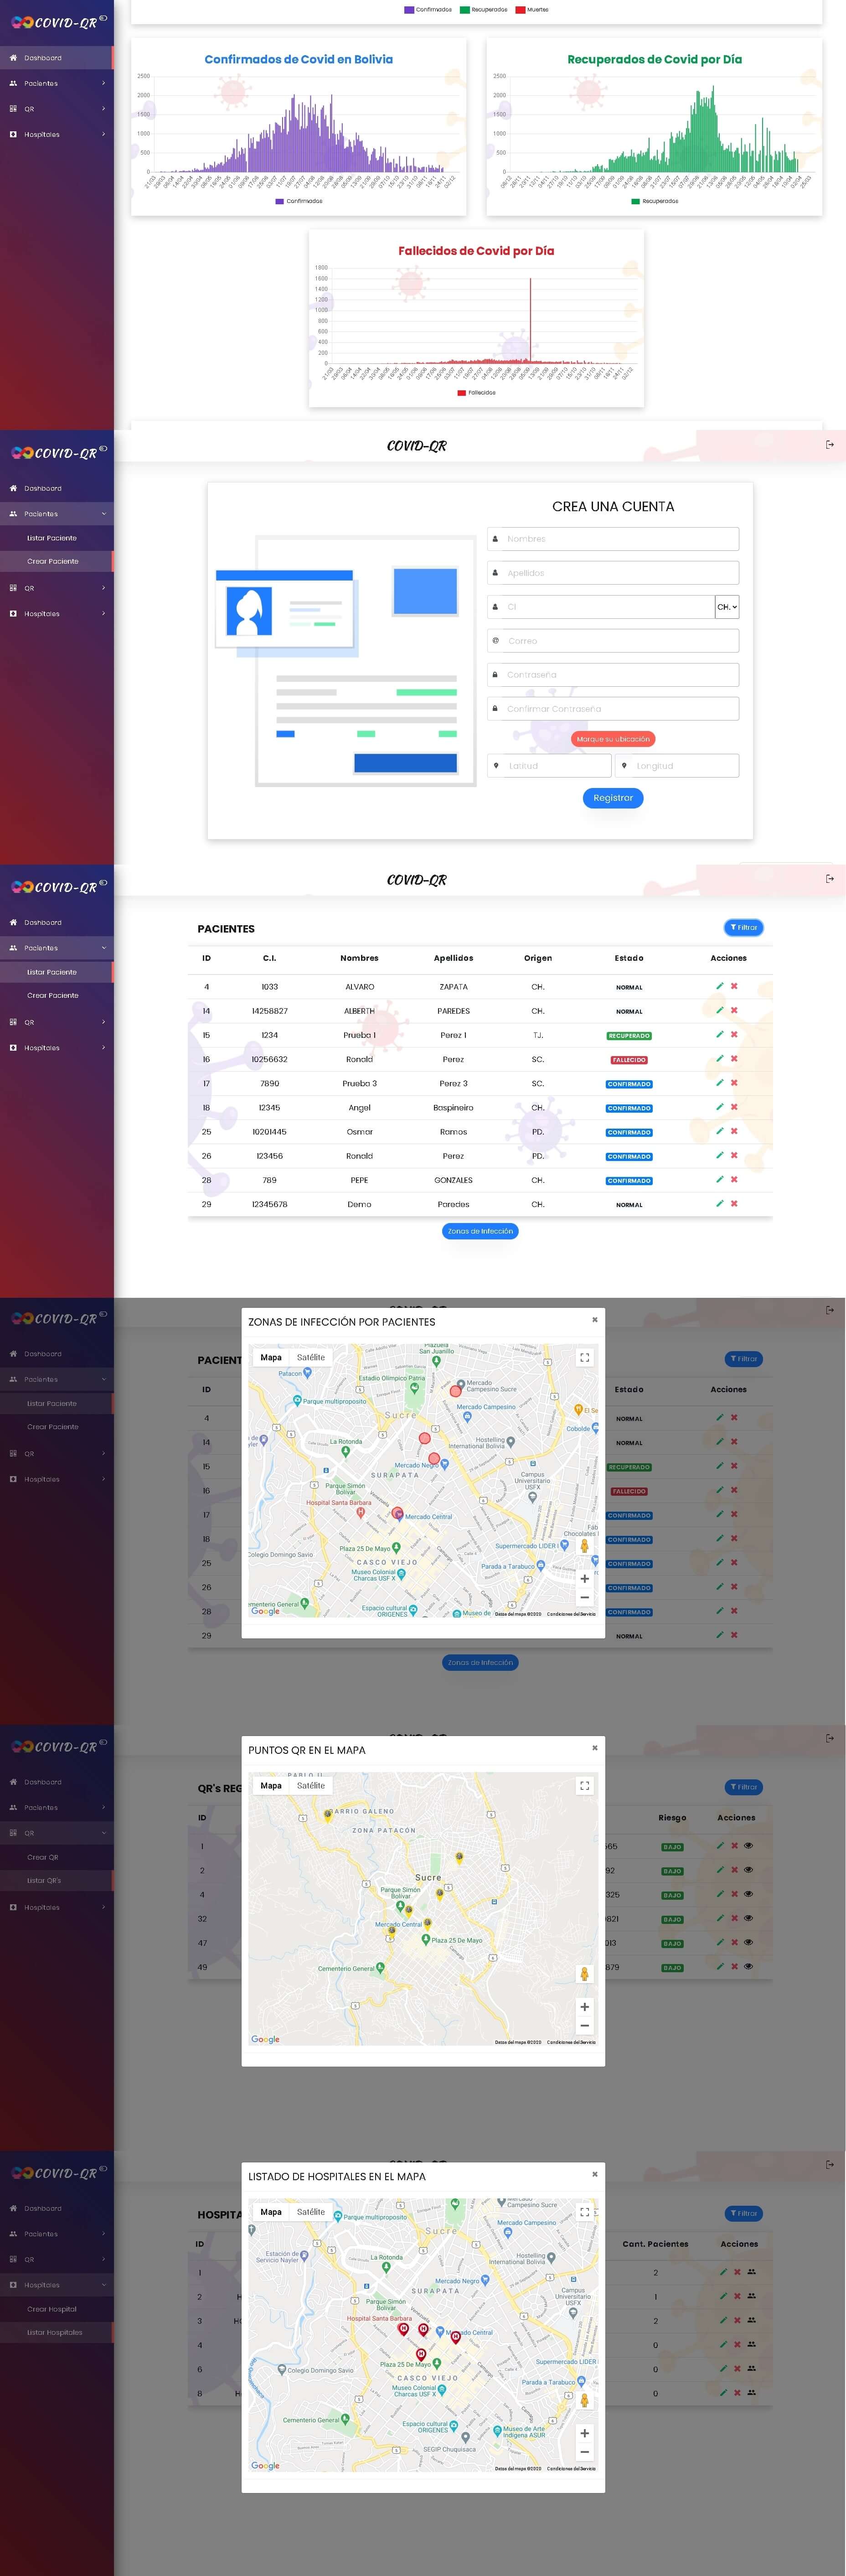 Confirmados Recuperados Muertes
COVID-QR
Dashboard
Pacientes
QR
Hospitales
Confirmados de Covid en Bolivia
2500
2000
1500
1000
500
0
Confirmados
Recuperados de Covid por Día
2500
2000
1500
1000
500
0
Recuperados
Fallecidos de Covid por Día
1800
1600
1400
1200
1000
800
600
400
200
0
Fallecidos
COVID-QR
COVID-QR
Dashboard
Pacientes
Listar Paciente
Crear Paciente
QR
Hospitales
CREA UNA CUENTA
Nombres
Apellidos
CI
CH.
Correo
Contraseña
Confirmar Contraseña
Marque su ubicación
Latitud
Longitud
Registrar
COVID-QR
COVID-QR
Dashboard
Pacientes
Listar Paciente
Crear Paciente
QR
Hospitales
PACIENTES
Filtrar
ID C.I. Nombres Apellidos Origen Estado Acciones
4 1033 ALVARO ZAPATA CH. NORMAL
14 14258827 ALBERTH PAREDES CH. NORMAL
15 1234 Prueba 1 Perez 1 TJ. RECUPERADO
16 10256632 Ronald Perez SC. FALLECIDO
17 7890 Prueba 3 Perez 3 SC. CONFIRMADO
18 12345 Angel Baspineiro CH. CONFIRMADO
25 10201445 Osmar Ramos PD. CONFIRMADO
26 123456 Ronald Perez PD. CONFIRMADO
28 789 PEPE GONZALES CH. CONFIRMADO
29 12345678 Demo Paredes CH. NORMAL
Zonas de Infección
COVID-QR
Dashboard
Pacientes
Listar Paciente
Crear Paciente
QR
Hospitales
PACIENT
Filtrar
ID Estado Acciones
4 NORMAL
14 NORMAL
15 RECUPERADO
16 FALLECIDO
17 CONFIRMADO
18 CONFIRMADO
25 CONFIRMADO
26 CONFIRMADO
28 CONFIRMADO
29 NORMAL
Zonas de Infección
ZONAS DE INFECCIÓN POR PACIENTES
Mapa Satélite
Plazuela
San Juanillo
Patacon
Estadio Olímpico Patria
Parque multiproposito
Mercado
Campesino Sucre
Sucre
Mercado Campesino
La Rotonda
Hostelling
International Bolivia
Cobolde
Mercado Negro
SURAPATA
Campus
Universitario
USFX
Parque Simón
Bolívar
Hospital Santa Barbara
Mercado Central
Chocolates
Supermercado LIDER
Plaza 25 De Mayo
Colegio Domingo Savio
CASCO VIEJO
Parada a Tarabuco
Museo Colonial
Charcas USF X
Espacio cultural
ORIGENES
Museo de
Google
Datos del mapa ©2020 Condiciones del Servicio
COVID-QR
Dashboard
Pacientes
QR
Crear QR
Listar QR's
Hospitales
QR's REG
Filtrar
ID Riesgo Acciones
1 565 BAJO
2 92 BAJO
4 325 BAJO
32 BAJO
47 013 BAJO
49 879 BAJO
PUNTOS QR EN EL MAPA
Mapa Satélite
BARRIO GALENO
ZONA PATACÓN
Sucre
Parque Simón
Bolívar
Mercado Central
Plaza 25 De Mayo
Cementerio General
Google
Datos del mapa ©2020 Condiciones del Servicio
COVID-QR
Dashboard
Pacientes
QR
Hospitales
Crear Hospital
Listar Hospitales
HOSPITA
Filtrar
ID Cant. Pacientes Acciones
1 2
2 1
3 2
4 0
6 0
8 0
LISTADO DE HOSPITALES EN EL MAPA
Mapa Satélite
Parque multiproposito
Mercado
Campesino Sucre
Sucre
Mercado Campesino
Estación de
Servicio Nayler
La Rotonda
Hostelling
International Bolivia
Mercado Negro
SURAPATA
Campus
Universitario
USFX
Parque Simón
Bolívar
Hospital Santa Barbara
Mercado Central
Plaza 25 De Mayo
Supermercado LIDER
Colegio Domingo Savio
CASCO VIEJO
Parada a Tarabuco
Museo Colonial
Charcas USF X
Cementerio General
Espacio cultural
ORIGENES
Museo de Arte
Indígena ASUR
SEGIP Chuquisaca
Google
Datos del mapa ©2020 Condiciones del Servicio